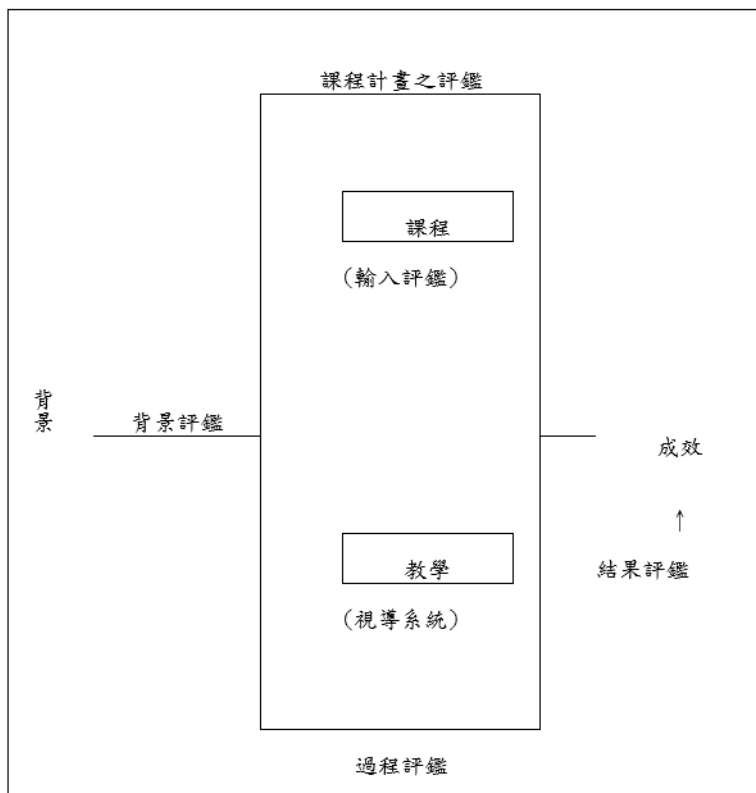 課程計畫之評鑑
課程
（輸入評鑑）
背景
背景評鑑
成效
↑
教學
結果評鑑
（視導系統）
過程評鑑